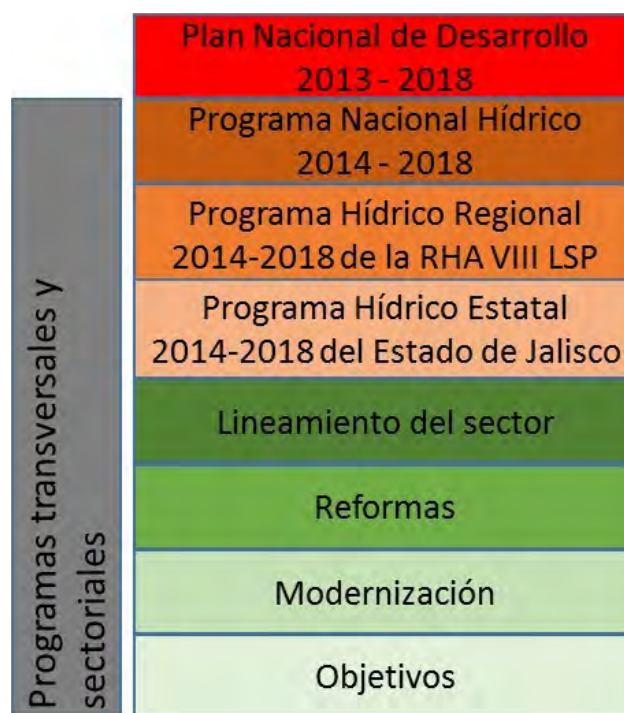 Plan Nacional de Desarrollo
2013 - 2018
Programa Nacional Hídrico
2014 - 2018
Programa Hídrico Regional
2014-2018 de la RHA VIII LSP
Programa Hídrico Estatal
2014-2018 del Estado de Jalisco
Lineamiento del sector
Reformas
Modernización
Objetivos
Programas transversales y
sectoriales